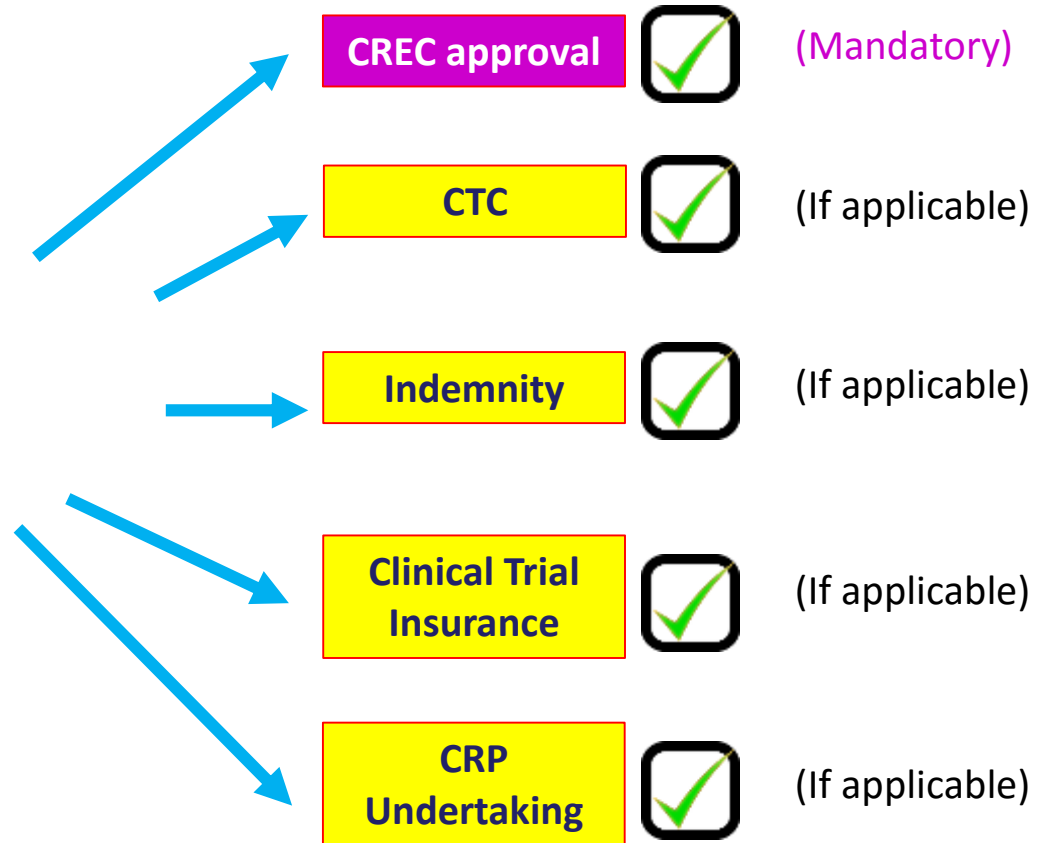 CREC approval
(Mandatory)
CTC
(If applicable)
Indemnity
(If applicable)
Clinical Trial
Insurance
(If applicable)
CRP
Undertaking
(If applicable)